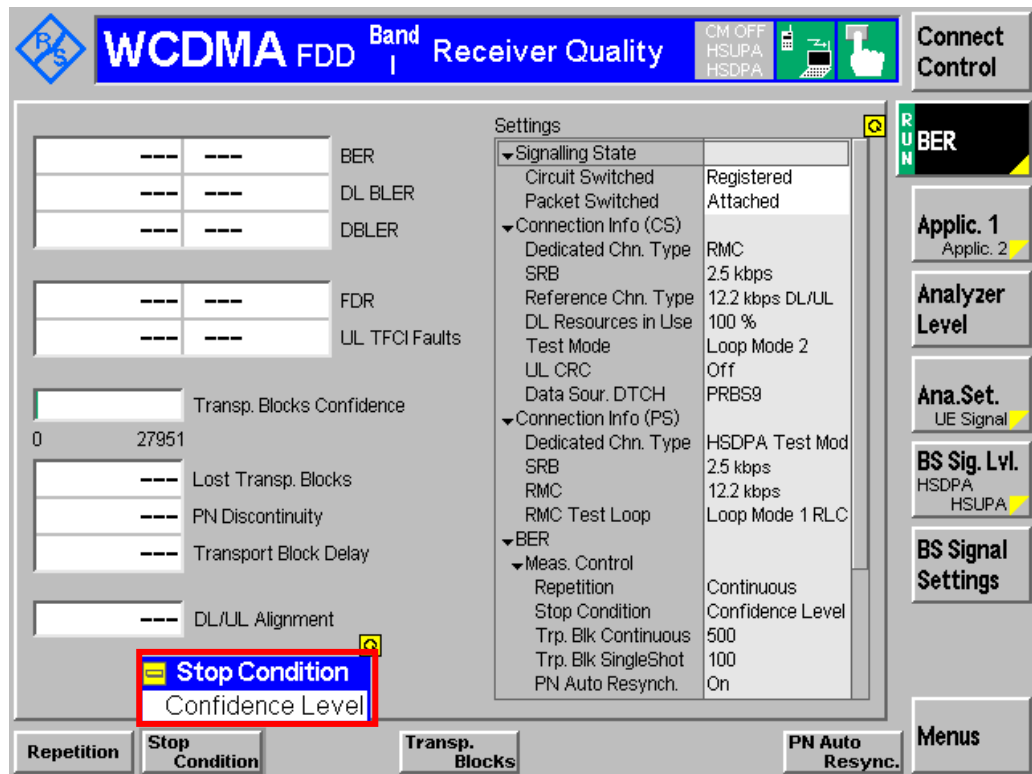 R&S
WCDMA FDD Band I Receiver Quality
CM OFF
HSUPA
HSDPA
Connect
Control
Settings
--- --- BER
--- --- DL BLER
--- --- DBLER
--- --- FDR
--- --- UL TFCI Faults
Transp. Blocks Confidence
0 27951
--- Lost Transp. Blocks
--- PN Discontinuity
--- Transport Block Delay
--- DL/UL Alignment
Stop Condition
Confidence Level
Signalling State
Circuit Switched Registered
Packet Switched Attached
Connection Info (CS)
Dedicated Chn. Type RMC
SRB 2.5 kbps
Reference Chn. Type 12.2 kbps DL/UL
DL Resources in Use 100 %
Test Mode Loop Mode 2
UL CRC Off
Data Sour. DTCH PRBS9
Connection Info (PS)
Dedicated Chn. Type HSDPA Test Mod
SRB 2.5 kbps
RMC 12.2 kbps
RMC Test Loop Loop Mode 1 RLC
BER
Meas. Control
Repetition Continuous
Stop Condition Confidence Level
Trp. Blk Continuous 500
Trp. Blk SingleShot 100
PN Auto Resynch. On
RUN
BER
Applic. 1
Applic. 2
Analyzer
Level
Ana.Set.
UE Signal
BS Sig. Lvl.
HSDPA
HSUPA
BS Signal
Settings
Menus
Repetition
Stop
Condition
Transp.
Blocks
PN Auto
Resync.